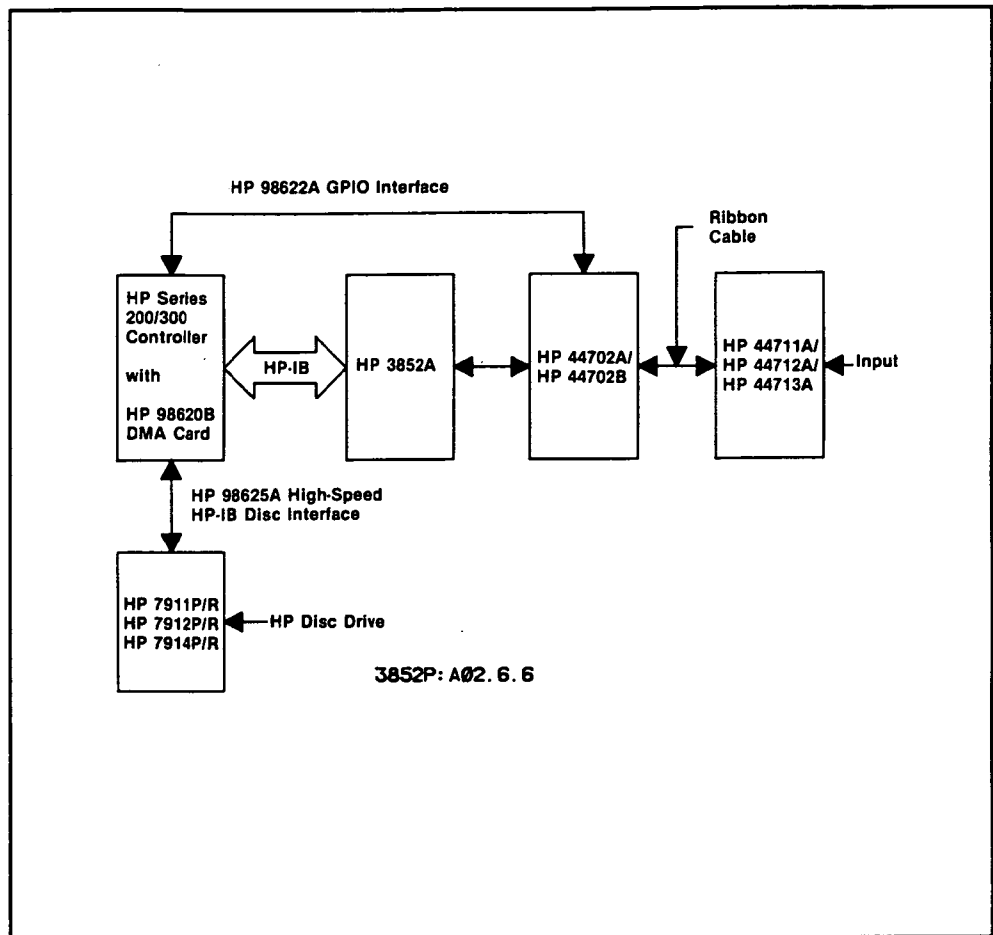 HP 98622A GPIO Interface
Ribbon
Cable
HP Series
200/300
Controller
with
HP 98620B
DMA Card
HP-IB
HP 3852A
HP 44702A/
HP 44702B
HP 44711A/
HP 44712A/
HP 44713A
Input
HP 98625A High-Speed
HP-IB Disc Interface
HP 7911P/R
HP 7912P/R
HP 7914P/R
HP Disc Drive
3852P: AØ2.6.6